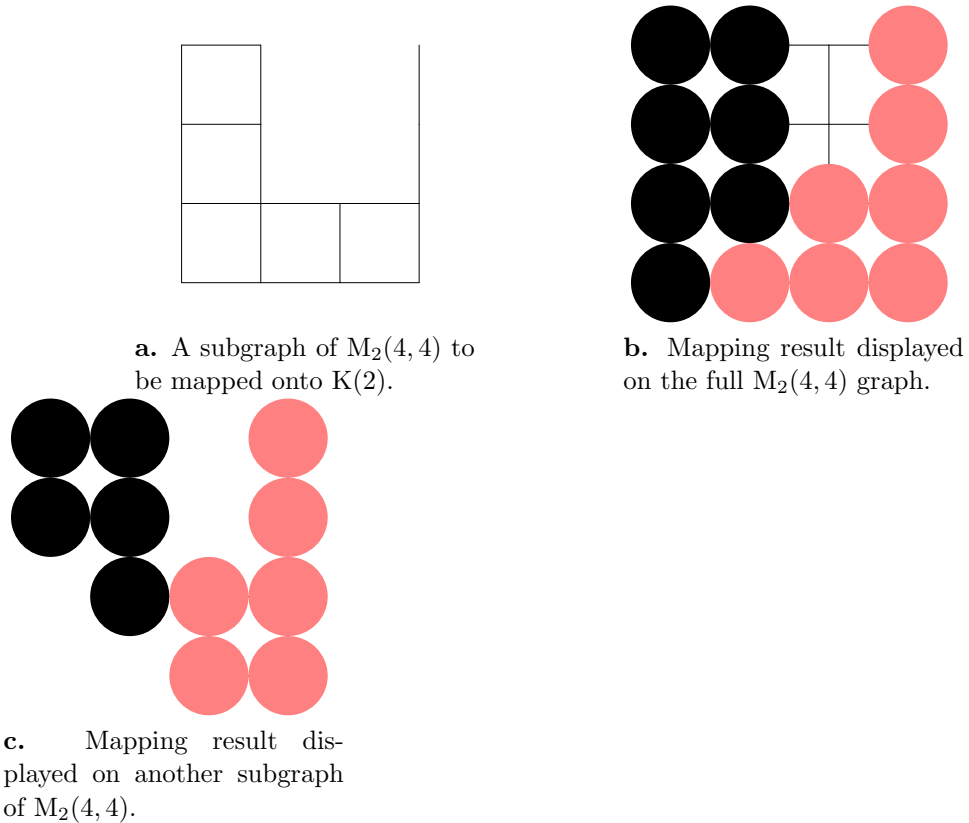 a. A subgraph of M₂(4, 4) to
be mapped onto K(2).
b. Mapping result displayed
on the full M₂(4, 4) graph.
c. Mapping result dis-
played on another subgraph
of M₂(4, 4).